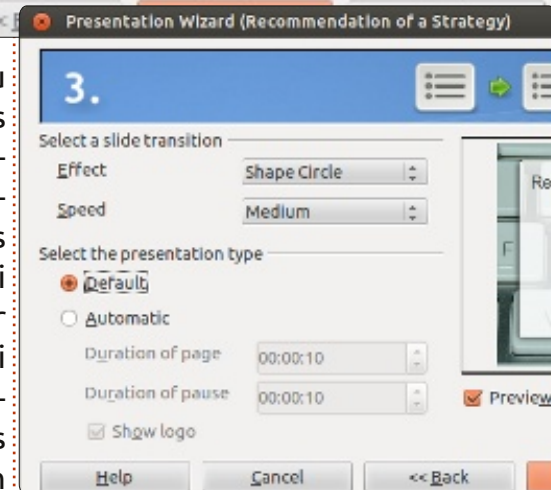 Presentation Wizard (Recommendation of a Strategy)
3.
Select a slide transition
Effect Shape Circle
Speed Medium
Select the presentation type
Default
Automatic
Duration of page 00:00:10
Duration of pause 00:00:10
Show logo
Preview
Help Cancel << Back